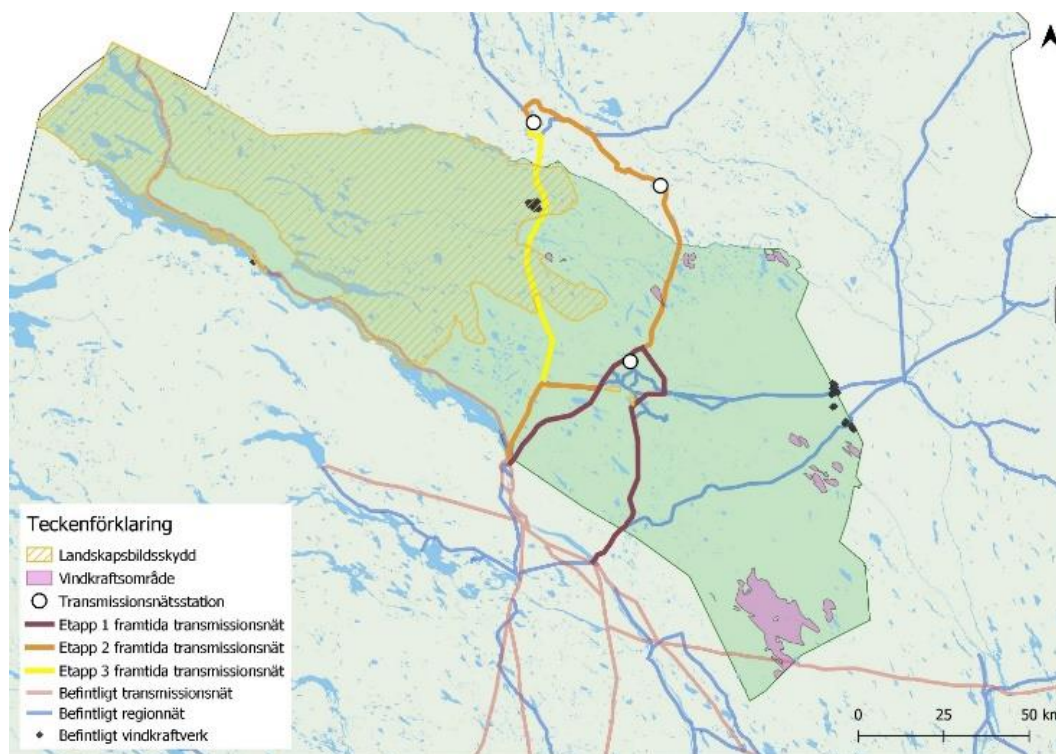 Teckenförklaring
Landskapsbildsskydd
Vindkraftsområde
Transmissionsnätsstation
Etapp 1 framtida transmissionsnät
Etapp 2 framtida transmissionsnät
Etapp 3 framtida transmissionsnät
Befintligt transmissionsnät
Befintligt regionnät
Befintligt vindkraftverk
0 25 50 km